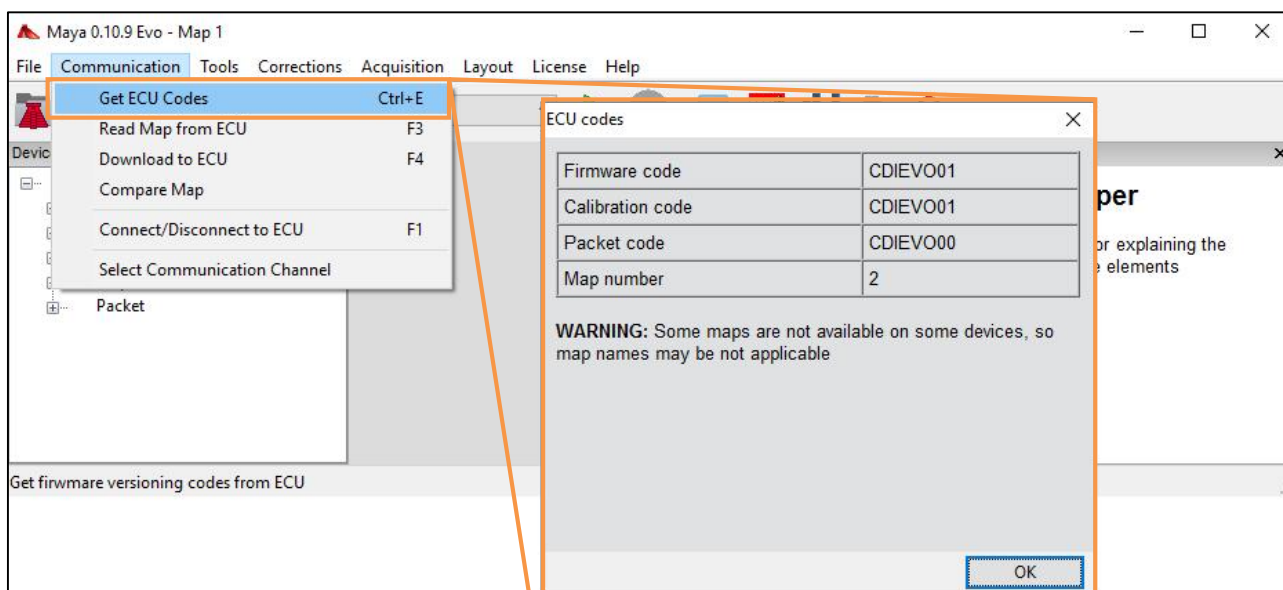 Maya 0.10.9 Evo - Map 1
File Communication Tools Corrections Acquisition Layout License Help
Get ECU Codes Ctrl+E
Read Map from ECU F3
Download to ECU F4
Compare Map
Connect/Disconnect to ECU F1
Select Communication Channel
Devic
Packet
ECU codes
Firmware code CDIEVO01
Calibration code CDIEVO01
Packet code CDIEVO00
Map number 2
WARNING: Some maps are not available on some devices, so
map names may be not applicable
OK
per
or explaining the
elements
Get firwmare versioning codes from ECU